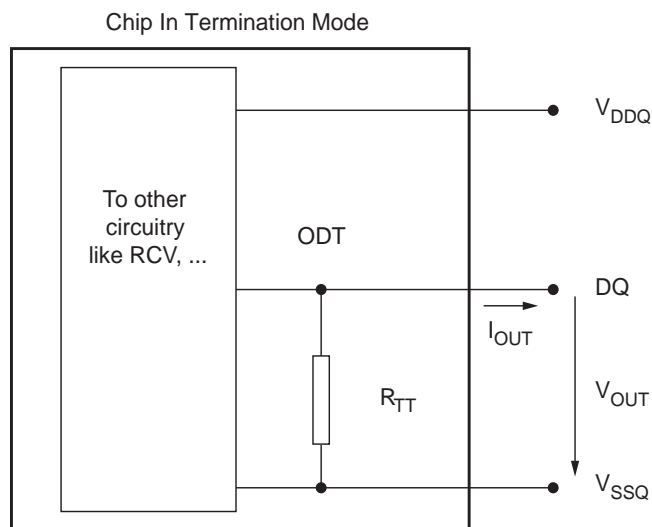 Chip In Termination Mode
V_DDQ
To other
circuitry
like RCV, ...
ODT
DQ
I_OUT
R_TT
V_OUT
V_SSQ